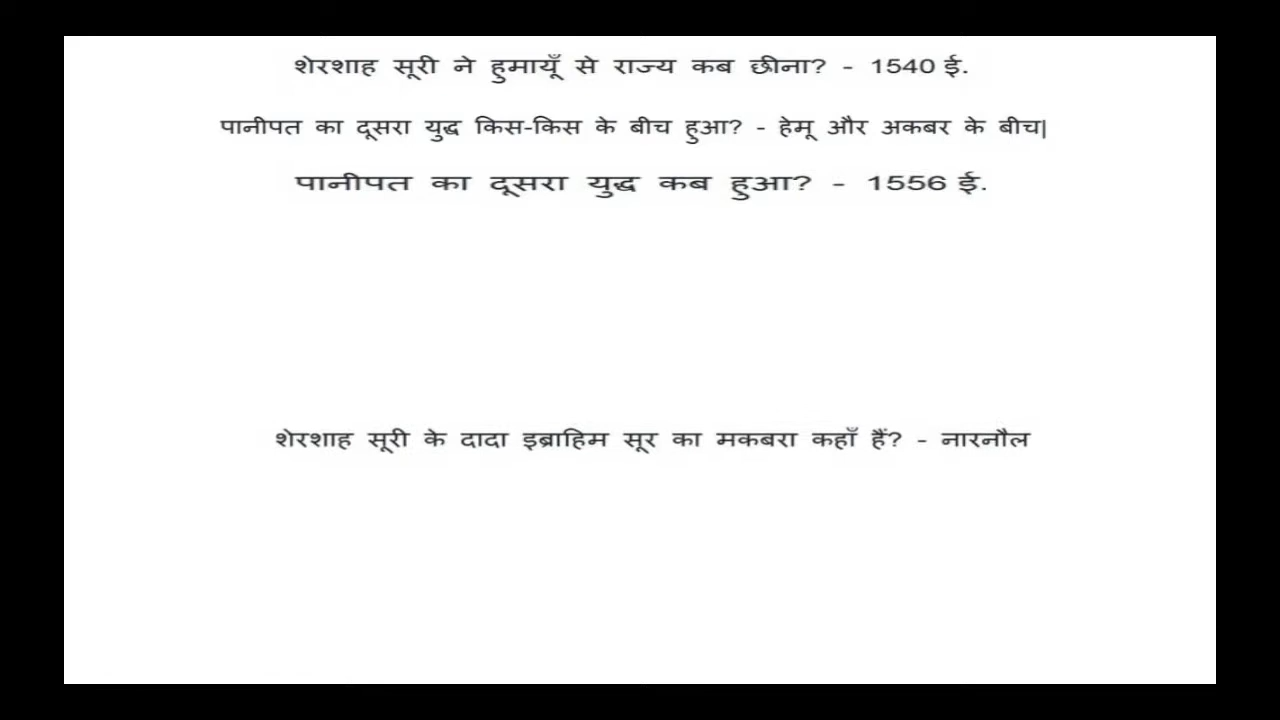 शेरशाह सूरी ने हुमायूँ से राज्य कब छीना? - 1540 ई.
पानीपत का दूसरा युद्ध किस-किस के बीच हुआ? - हेमू और अकबर के बीच|
पानीपत का दूसरा युद्ध कब हुआ? - 1556 ई.
शेरशाह सूरी के दादा इब्राहिम सूर का मकबरा कहाँ हैं? - नारनौल